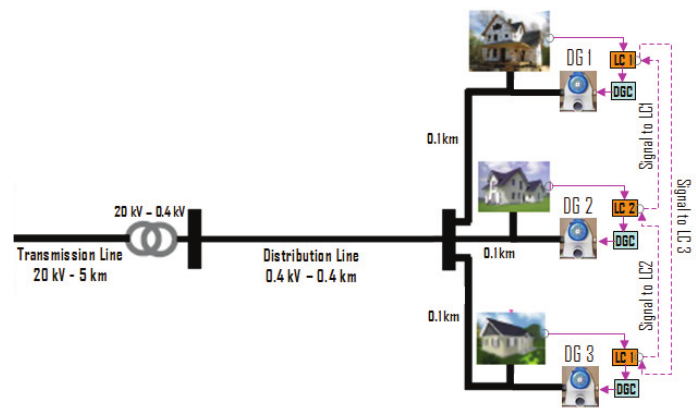 DG 1
LC 1
DGC
0.1km
Signal to LC1
20 kV – 0.4 kV
DG 2
LC 2
DGC
Signal to LC 3
Transmission Line
20 kV - 5 km
Distribution Line
0.4 kV – 0.4 km
0.1km
Signal to LC2
0.1km
DG 3
LC 1
DGC